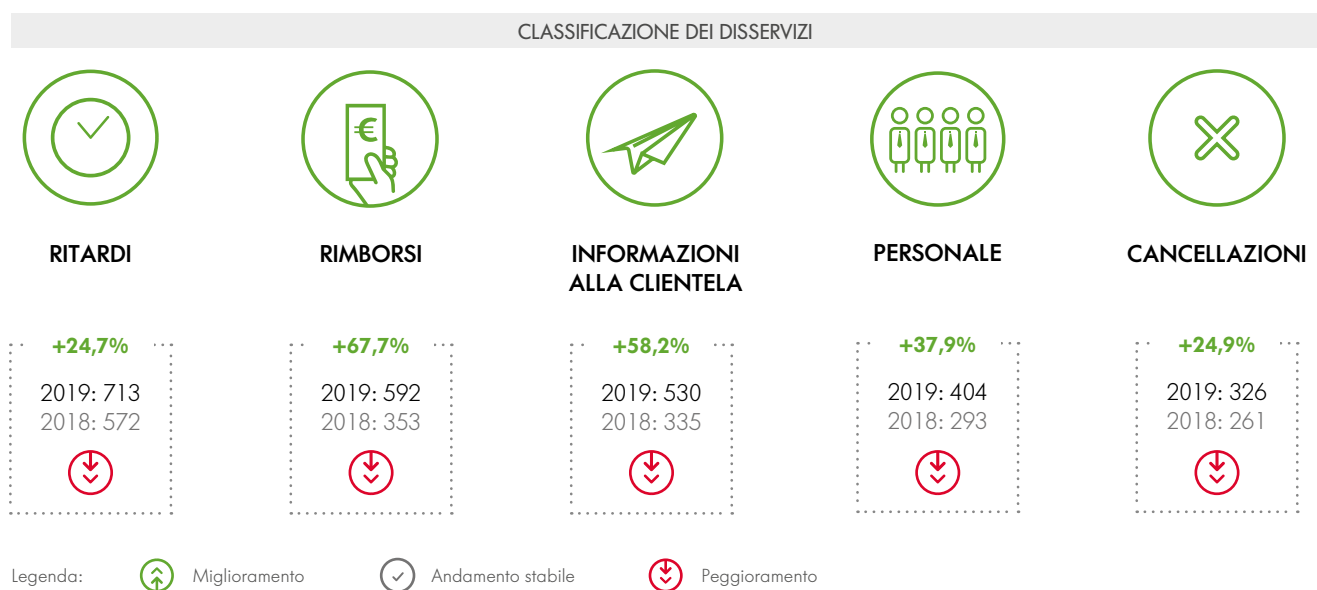 CLASSIFICAZIONE DEI DISSERVIZI
RITARDI
+24,7%
2019: 713
2018: 572
€
RIMBORSI
+67,7%
2019: 592
2018: 353
INFORMAZIONI
ALLA CLIENTELA
+58,2%
2019: 530
2018: 335
PERSONALE
+37,9%
2019: 404
2018: 293
CANCELLAZIONI
+24,9%
2019: 326
2018: 261
Legenda:
Miglioramento
Andamento stabile
Peggioramento